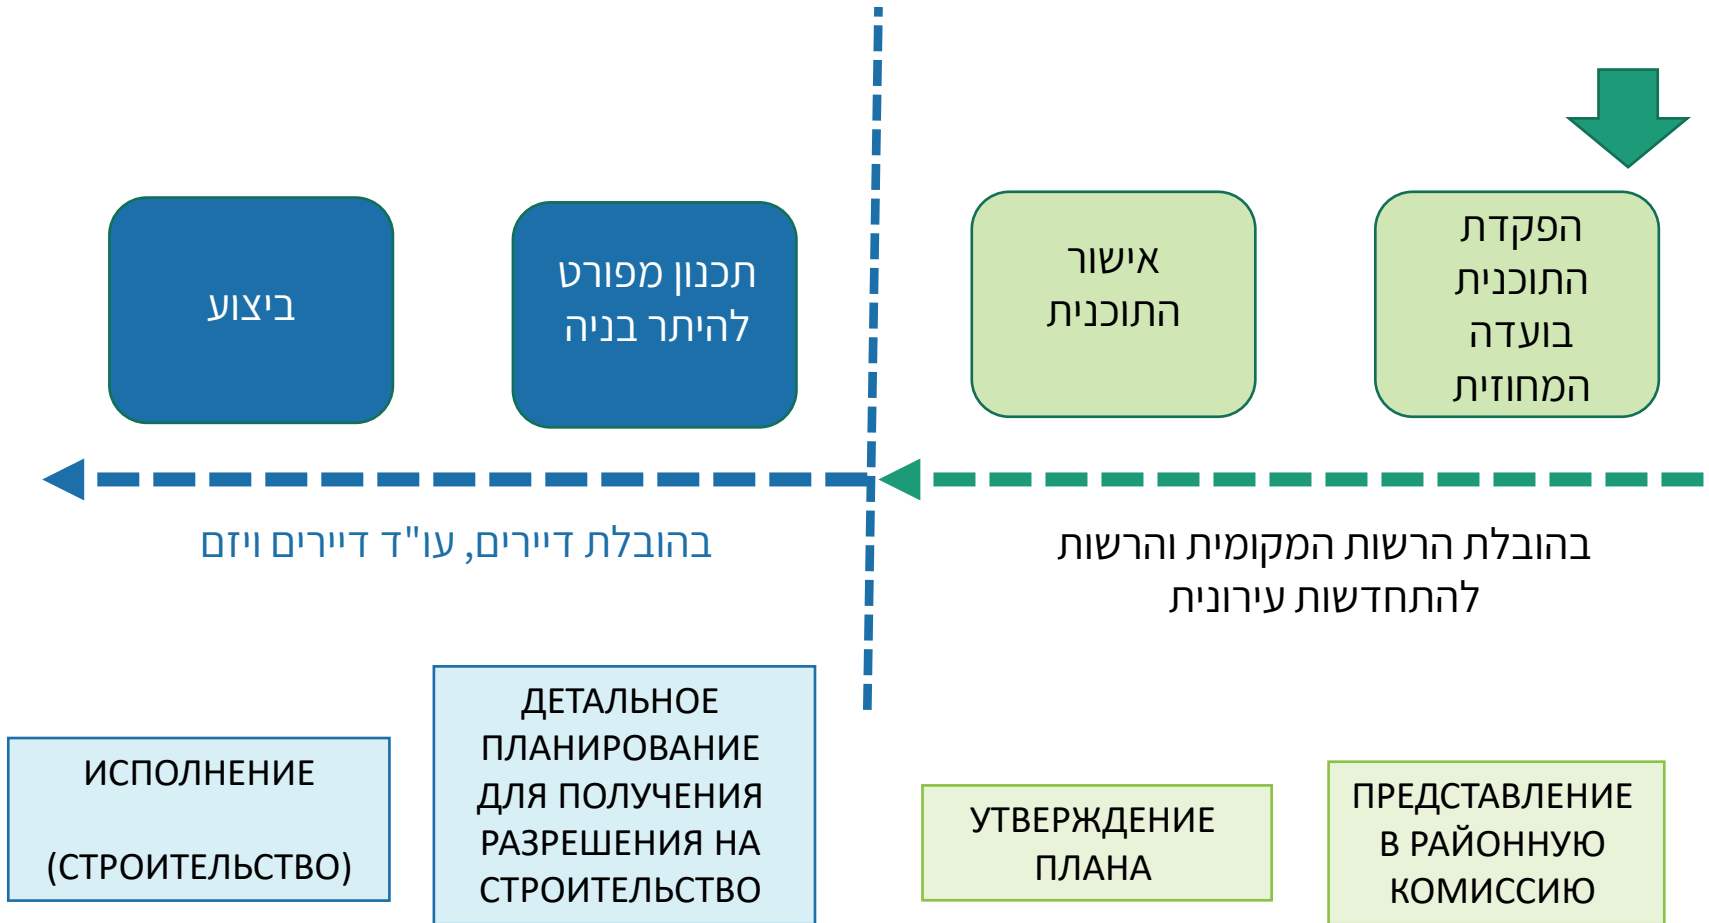 הפקדת
התוכנית
בועדה
המחוזית
אישור
התוכנית
תכנון מפורט
להיתר בניה
ביצוע
בהובלת הרשות המקומית והרשות
להתחדשות עירונית
בהובלת דיירים, עו"ד דיירים ויזם
ИСПОЛНЕНИЕ
(СТРОИТЕЛЬСТВО)
ДЕТАЛЬНОЕ
ПЛАНИРОВАНИЕ
ДЛЯ ПОЛУЧЕНИЯ
РАЗРЕШЕНИЯ НА
СТРОИТЕЛЬСТВО
УТВЕРЖДЕНИЕ
ПЛАНА
ПРЕДСТАВЛЕНИЕ
В РАЙОННУЮ
КОМИССИЮ